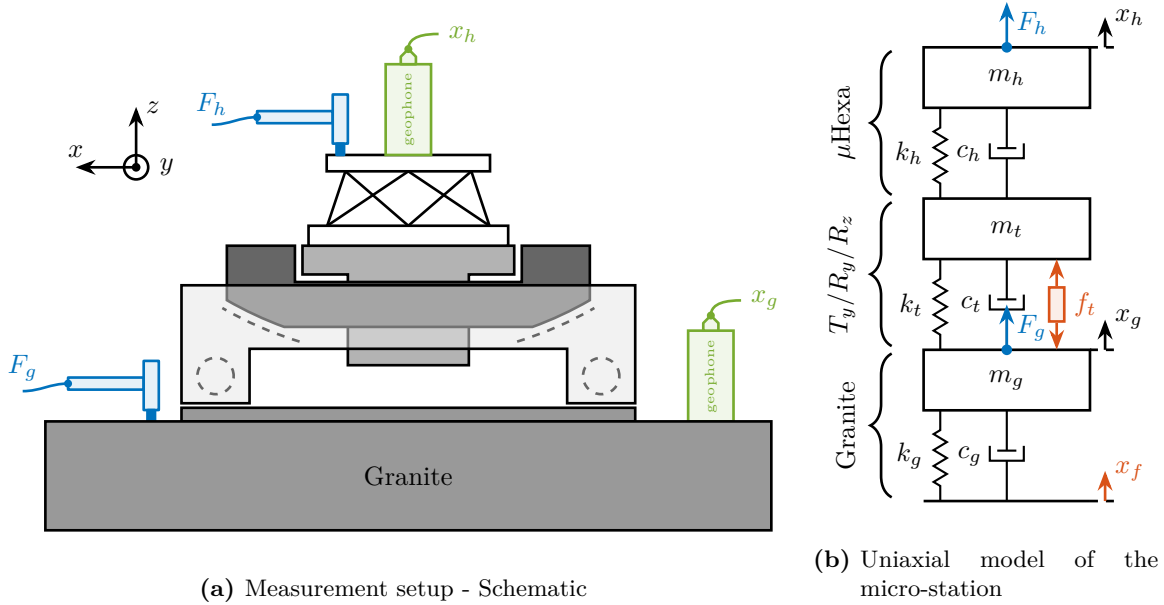 x_h
F_h
geophone
z
x
y
x_g
F_g
geophone
Granite
(a) Measurement setup - Schematic
F_h
x_h
m_h
μHexa
k_h
c_h
m_t
T_y/R_y/R_z
k_t
c_t
f_t
F_g
x_g
m_g
Granite
k_g
c_g
x_f
(b) Uniaxial model of the
micro-station